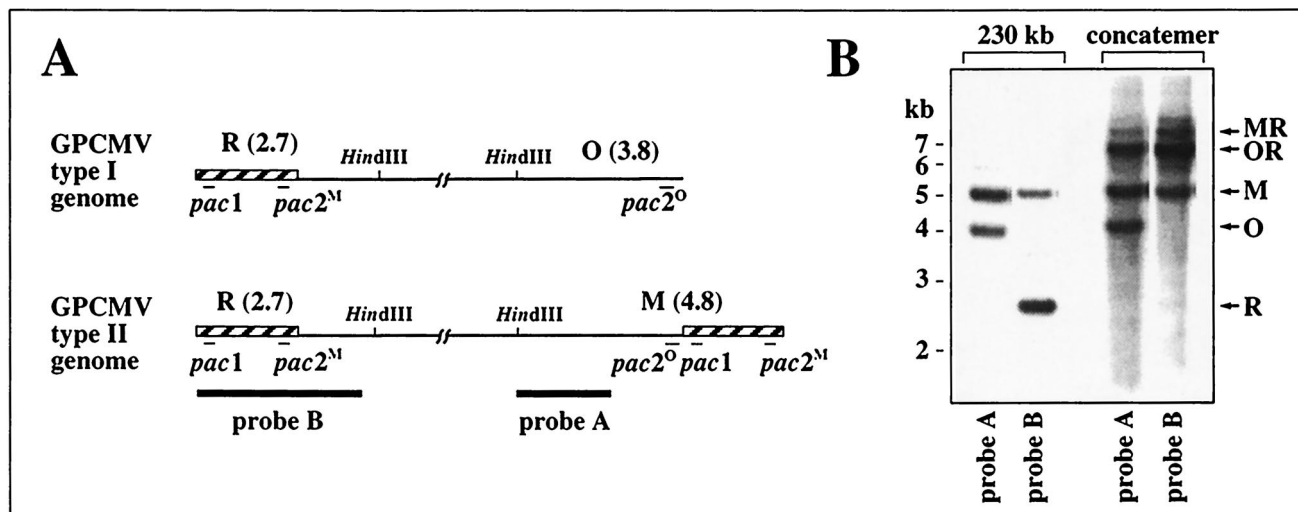 A
GPCMV type I genome
R (2.7)
HindIII
HindIII
O (3.8)
pac1
pac2ᴹ
pac2ᴼ
GPCMV type II genome
R (2.7)
HindIII
HindIII
M (4.8)
pac1
pac2ᴹ
pac2ᴼ
pac1
pac2ᴹ
probe B
probe A
B
230 kb
concatemer
kb
7 -
6 -
5 -
4 -
3 -
2 -
MR
OR
M
O
R
probe A
probe B
probe A
probe B